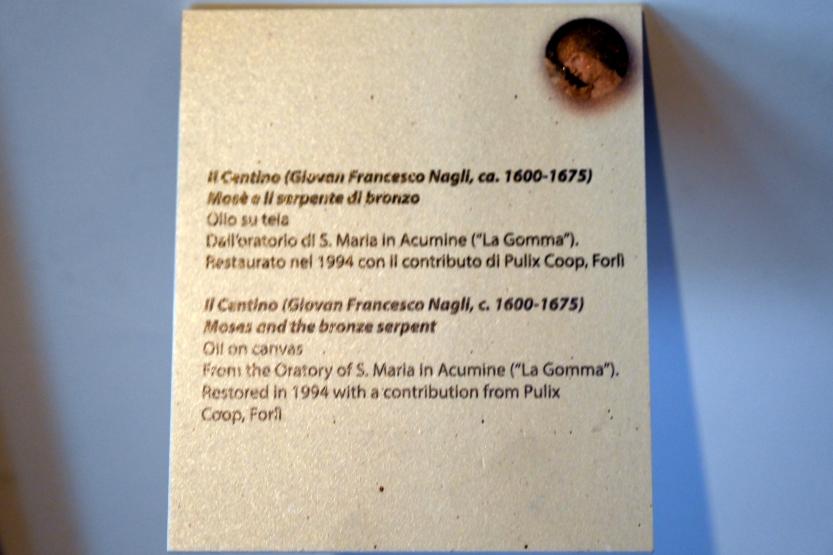 Il Centino (Giovan Francesco Nagli, ca. 1600-1675)
Mosè e il serpente di bronzo
Olio su tela
Dall'oratorio di S. Maria in Acumine ("La Gomma").
Restaurato nel 1994 con il contributo di Pulix Coop, Forlì
Il Centino (Giovan Francesco Nagli, c. 1600-1675)
Moses and the bronze serpent
Oil on canvas
From the Oratory of S. Maria in Acumine ("La Gomma").
Restored in 1994 with a contribution from Pulix
Coop, Forlì